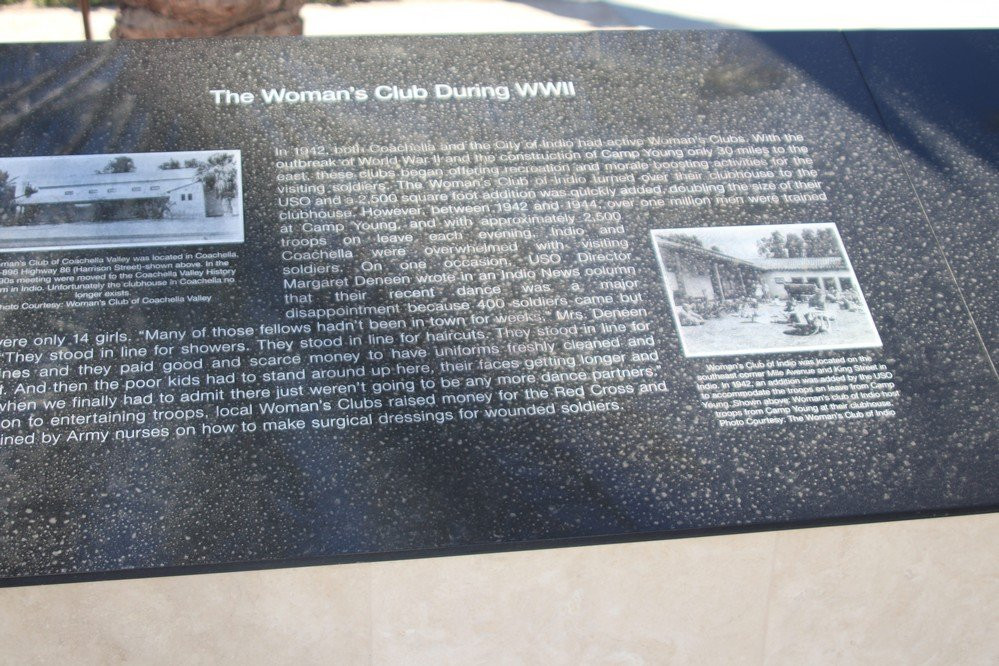 The Woman's Club During WWII
In 1942, both Coachella and the City of Indio had active Woman's Clubs. With the
outbreak of World War II and the construction of Camp Young only 30 miles to the
east, these clubs began offering recreation and morale-boosting activities for the
visiting soldiers. The Woman's Club of Indio turned over their clubhouse to the
USO and a 2,500 square foot addition was quickly added, doubling the size of their
clubhouse. However, between 1942 and 1944, over one million men were trained
at Camp Young, and with approximately 2,500
troops on leave each evening, Indio and
Coachella were overwhelmed with visiting
soldiers. On one occasion, USO Director
Margaret Deneen wrote in an Indio News column
that their recent dance was a major
disappointment because 400 soldiers came but
were only 14 girls. "Many of those fellows hadn't been in town for weeks," Mrs. Deneen
"They stood in line for showers. They stood in line for haircuts. They stood in line for
and they paid good and scarce money to have uniforms freshly cleaned and
And then the poor kids had to stand around up here, their faces getting longer and
when we finally had to admit there just weren't going to be any more dance partners."
on to entertaining troops, local Woman's Clubs raised money for the Red Cross and
ined by Army nurses on how to make surgical dressings for wounded soldiers.
man's Club of Coachella Valley was located in Coachella.
Highway 86 (Harrison Street) shown above. In the
meeting were moved to the Coachella Valley History
in Indio. Unfortunately the clubhouse in Coachella no
longer exists.
hoto Courtesy: Woman's Club of Coachella Valley
Woman's Club of Indio was located on the
southeast corner of Avenue and King Street in
Indio. In 1942, an addition was added by the USO
to accompodate the troops on leave from Camp
Young. Shown above: Woman's club of Indio host
troops from Camp Young at their clubhouse.
Photo Courtesy: The Woman's Club of Indio